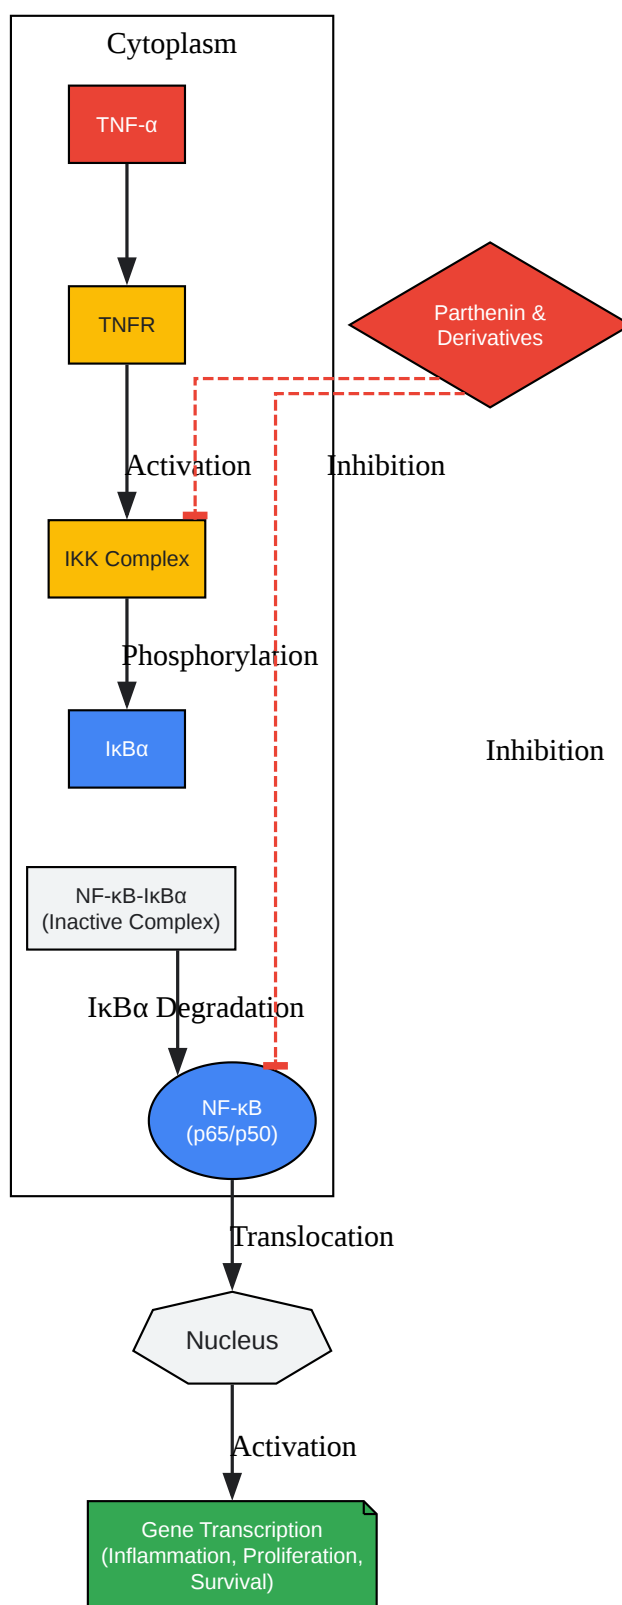 Cytoplasm
TNF-α
Parthenin &
Derivatives
TNFR
Activation
Inhibition
IKK Complex
Phosphorylation
IκBα
Inhibition
NF-κB-IκBα
(Inactive Complex)
IκBα Degradation
NF-κB
(p65/p50)
Translocation
Nucleus
Activation
Gene Transcription
(Inflammation, Proliferation,
Survival)